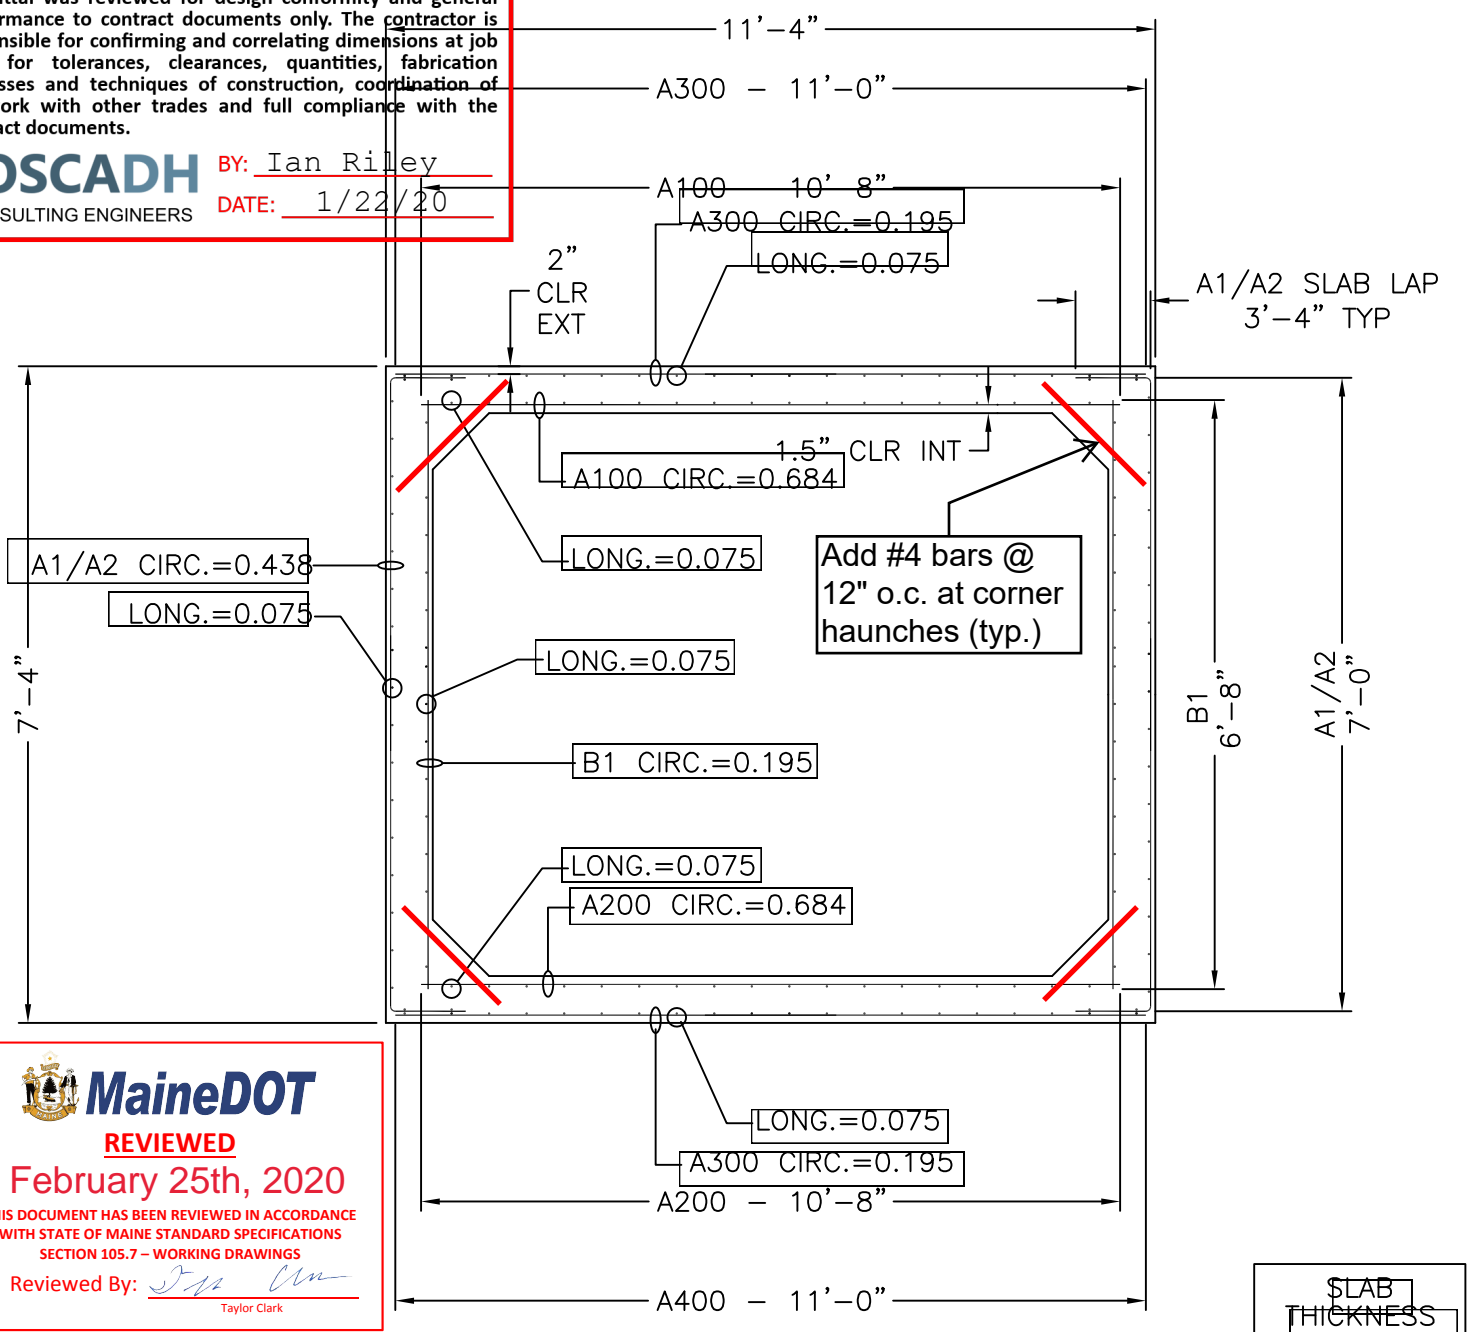 was reviewed for design conformity and general
to contract documents only. The contractor is
for confirming and correlating dimensions at job
for tolerances, clearances, quantities, fabrication
and techniques of construction, coordination of
with other trades and full compliance with the
documents.
BY: Ian Riley
DATE: 1/22/20
ENGINEERS
11'-4"
A300 - 11'-0"
A100 - 10'-8"
A300 CIRC.=0.195
LONG.=0.075
2"
CLR
EXT
A1/A2 SLAB LAP
3'-4" TYP
1.5" CLR INT
A100 CIRC.=0.684
LONG.=0.075
Add #4 bars @
12" o.c. at corner
haunches (typ.)
A1/A2 CIRC.=0.438
LONG.=0.075
LONG.=0.075
7'-4"
B1
6'-8"
A1/A2
7'-0"
B1 CIRC.=0.195
LONG.=0.075
A200 CIRC.=0.684
LONG.=0.075
A300 CIRC.=0.195
A200 - 10'-8"
A400 - 11'-0"
MAINE
MaineDOT
REVIEWED
February 25th, 2020
DOCUMENT HAS BEEN REVIEWED IN ACCORDANCE
WITH STATE OF MAINE STANDARD SPECIFICATIONS
SECTION 105.7 – WORKING DRAWINGS
Reviewed By:
Taylor Clark
SLAB
THICKNESS